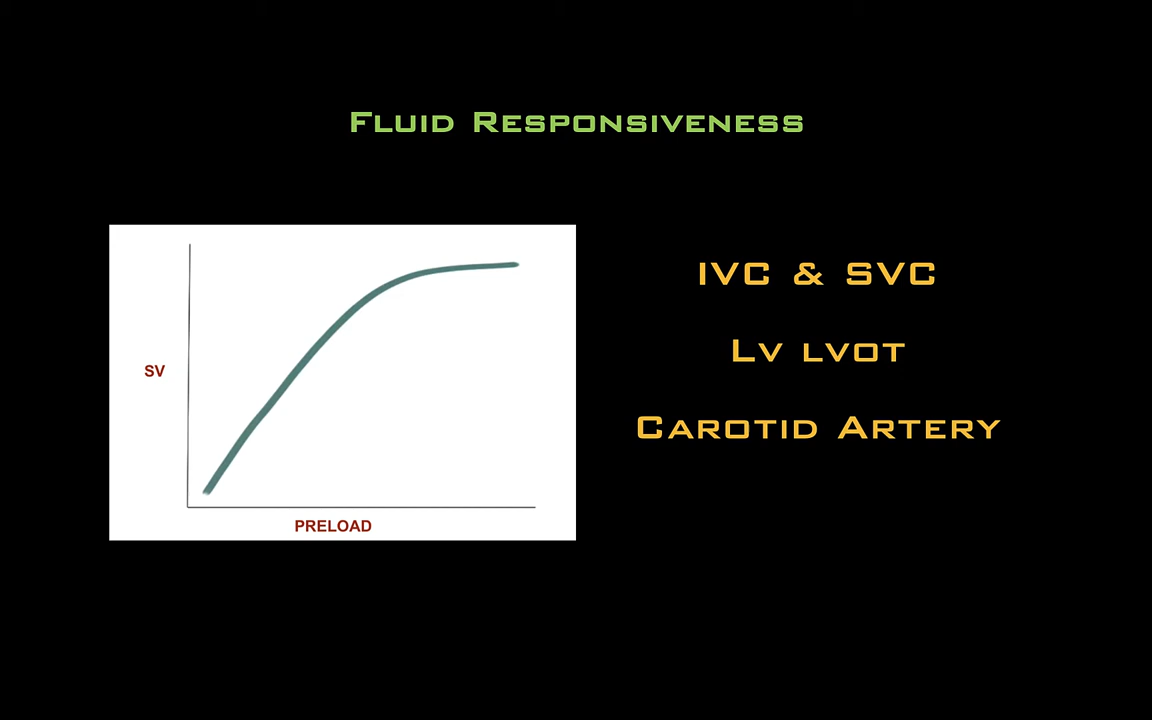 Fluid Responsiveness
SV
PRELOAD
IVC & SVC
Lv lvot
Carotid Artery